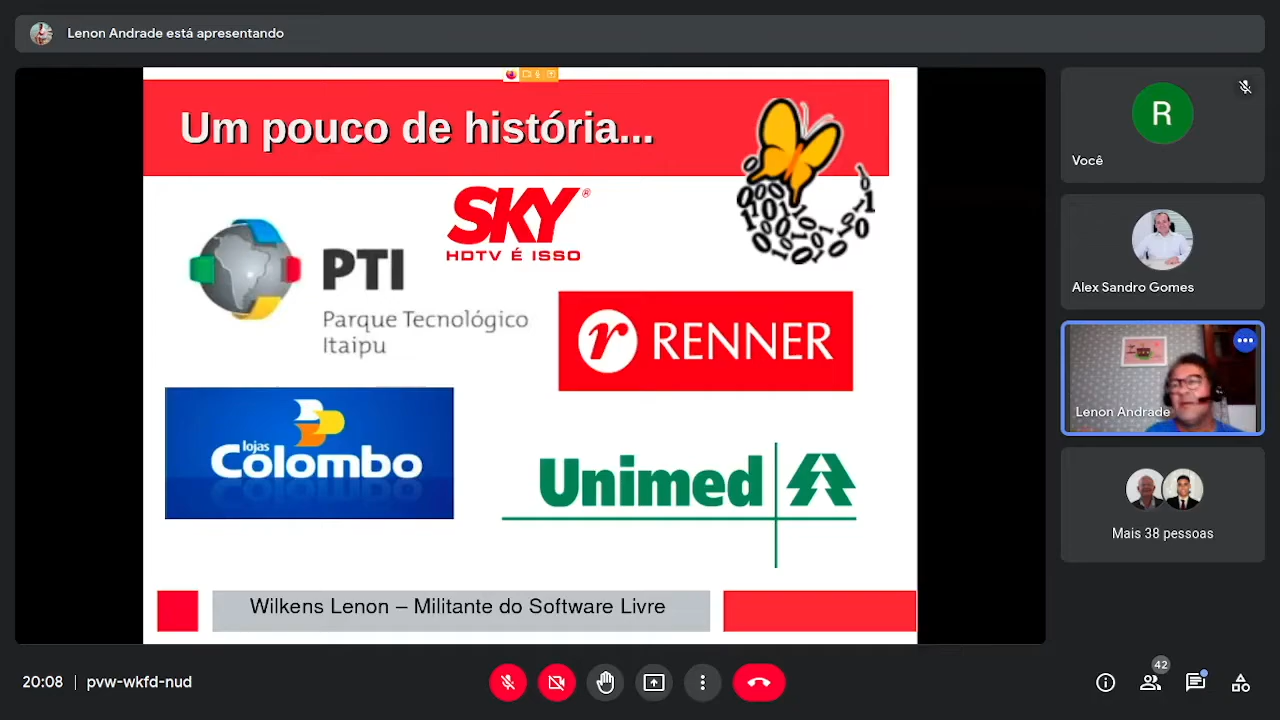 Lenon Andrade está apresentando
Um pouco de história...
SKY®
HDTV É ISSO
PTI
Parque Tecnológico
Itaipu
r RENNER
lojas
Colombo
Unimed
Wilkens Lenon – Militante do Software Livre
R
Você
Alex Sandro Gomes
Lenon Andrade
Mais 38 pessoas
20:08 | pvw-wkfd-nud
42